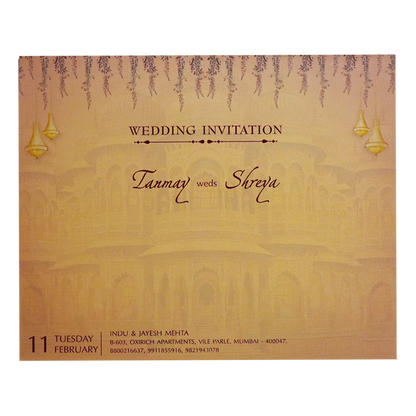 WEDDING INVITATION
Tanmay weds Shreya
11 TUESDAY FEBRUARY
INDU & JAYESH MEHTA
B-603, OXIRICH APARTMENTS, VILE PARLE, MUMBAI - 400047.
8800216637, 9911855916, 9821943078